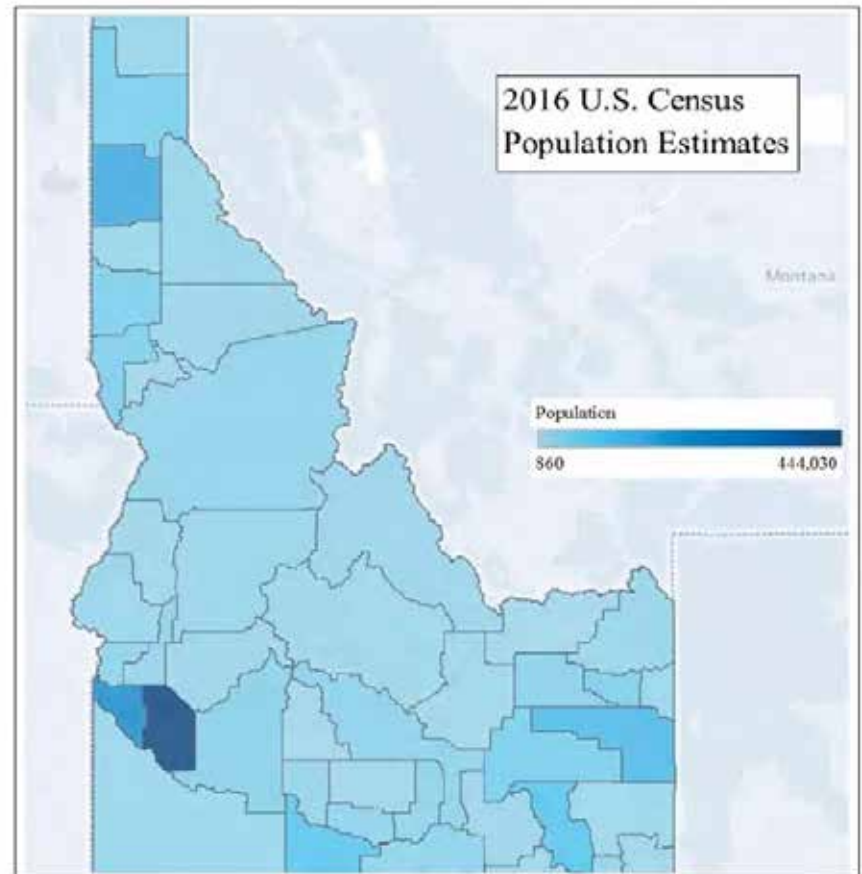 2016 U.S. Census
Population Estimates
Montana
Population
860
444,030